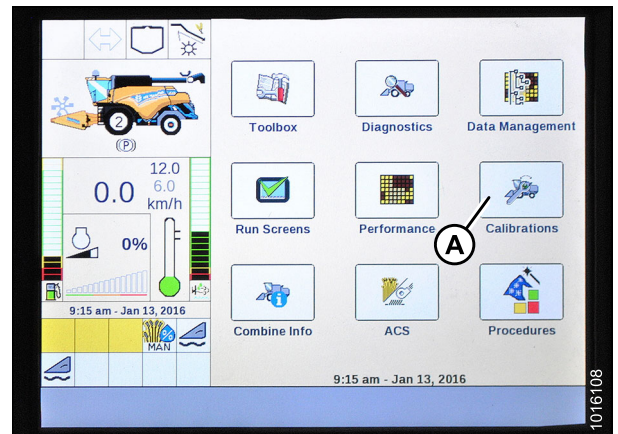 2
(P)
12.0
0.0
6.0
km/h
0%
9:15 am - Jan 13, 2016
MAN
Toolbox
Diagnostics
Data Management
Run Screens
Performance
Calibrations
A
Combine Info
ACS
Procedures
9:15 am - Jan 13, 2016
1016108